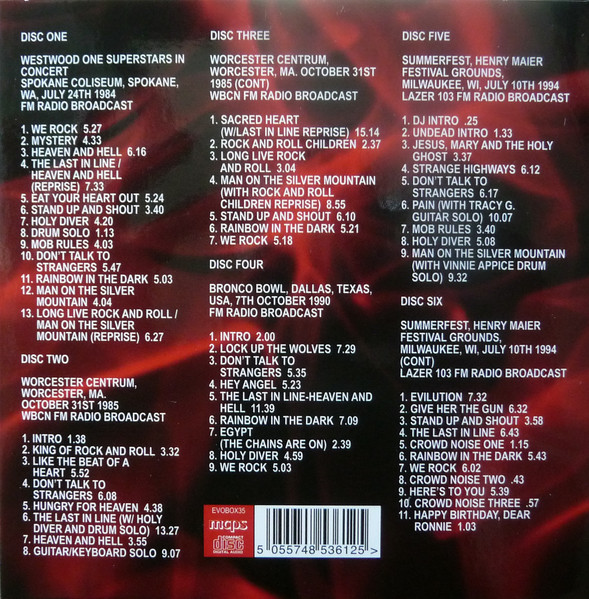 DISC ONE
WESTWOOD ONE SUPERSTARS IN
CONCERT
SPOKANE COLISEUM, SPOKANE,
WA, JULY 24TH 1984
FM RADIO BROADCAST
1. WE ROCK 5.27
2. MYSTERY 4.33
3. HEAVEN AND HELL 6.16
4. THE LAST IN LINE /
HEAVEN AND HELL
(REPRISE) 7.33
5. EAT YOUR HEART OUT 5.24
6. STAND UP AND SHOUT 3.40
7. HOLY DIVER 4.20
8. DRUM SOLO 1.13
9. MOB RULES 4.03
10. DON'T TALK TO
STRANGERS 5.47
11. RAINBOW IN THE DARK 5.03
12. MAN ON THE SILVER
MOUNTAIN 4.04
13. LONG LIVE ROCK AND ROLL /
MAN ON THE SILVER
MOUNTAIN (REPRISE) 6.27
DISC TWO
WORCESTER CENTRUM,
WORCESTER, MA.
OCTOBER 31ST 1985
WBCN FM RADIO BROADCAST
1. INTRO 1.38
2. KING OF ROCK AND ROLL 3.32
3. LIKE THE BEAT OF A
HEART 5.52
4. DON'T TALK TO
STRANGERS 6.08
5. HUNGRY FOR HEAVEN 4.38
6. THE LAST IN LINE (W/ HOLY
DIVER AND DRUM SOLO) 13.27
7. HEAVEN AND HELL 3.55
8. GUITAR/KEYBOARD SOLO 9.07
DISC THREE
WORCESTER CENTRUM,
WORCESTER, MA. OCTOBER 31ST
1985 (CONT)
WBCN FM RADIO BROADCAST
1. SACRED HEART
(W/LAST IN LINE REPRISE) 15.14
2. ROCK AND ROLL CHILDREN 2.37
3. LONG LIVE ROCK
AND ROLL 3.04
4. MAN ON THE SILVER MOUNTAIN
(WITH ROCK AND ROLL
CHILDREN REPRISE) 8.55
5. STAND UP AND SHOUT 6.10
6. RAINBOW IN THE DARK 5.21
7. WE ROCK 5.18
DISC FOUR
BRONCO BOWL, DALLAS, TEXAS,
USA, 7TH OCTOBER 1990
FM RADIO BROADCAST
1. INTRO 2.00
2. LOCK UP THE WOLVES 7.29
3. DON'T TALK TO
STRANGERS 5.35
4. HEY ANGEL 5.23
5. THE LAST IN LINE-HEAVEN AND
HELL 11.39
6. RAINBOW IN THE DARK 7.09
7. EGYPT
(THE CHAINS ARE ON) 2.39
8. HOLY DIVER 4.59
9. WE ROCK 5.03
EVOBOX35
mcps
COMPACT
disc
DIGITAL AUDIO
5 055748 536125 >
DISC FIVE
SUMMERFEST, HENRY MAIER
FESTIVAL GROUNDS,
MILWAUKEE, WI, JULY 10TH 1994
LAZER 103 FM RADIO BROADCAST
1. DJ INTRO .25
2. UNDEAD INTRO 1.33
3. JESUS, MARY AND THE HOLY
GHOST 3.37
4. STRANGE HIGHWAYS 6.12
5. DON'T TALK TO
STRANGERS 6.17
6. PAIN (WITH TRACY G.
GUITAR SOLO) 10.07
7. MOB RULES 3.40
8. HOLY DIVER 5.08
9. MAN ON THE SILVER MOUNTAIN
(WITH VINNIE APPICE DRUM
SOLO) 9.32
DISC SIX
SUMMERFEST, HENRY MAIER
FESTIVAL GROUNDS,
MILWAUKEE, WI, JULY 10TH 1994
(CONT)
LAZER 103 FM RADIO BROADCAST
1. EVILUTION 7.32
2. GIVE HER THE GUN 6.32
3. STAND UP AND SHOUT 3.58
4. THE LAST IN LINE 6.43
5. CROWD NOISE ONE 1.15
6. RAINBOW IN THE DARK 5.43
7. WE ROCK 6.02
8. CROWD NOISE TWO .43
9. HERE'S TO YOU 5.39
10. CROWD NOISE THREE .57
11. HAPPY BIRTHDAY, DEAR
RONNIE 1.03